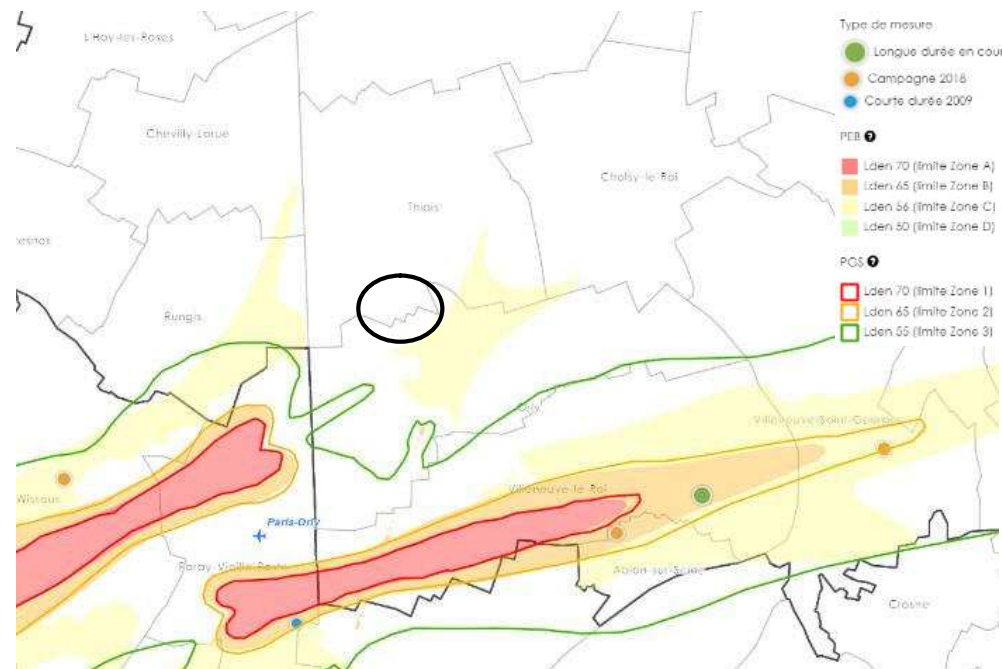 L'Hay-les-Roses
Chevilly-Larue
Thiais
Choisy-le-Roi
Rungis
Orly
Villeneuve-Saint-Georges
Wissous
Villeneuve-le-Roi
Paris-Orly
Paray-Vieille-Poste
Ablon-sur-Seine
Crosne
Type de mesure
Longue durée en cour
Campagne 2018
Courte durée 2009
PEB ?
Lden 70 (limite Zone A)
Lden 65 (limite Zone B)
Lden 56 (limite Zone C)
Lden 50 (limite Zone D)
PGS ?
Lden 70 (limite Zone 1)
Lden 65 (limite Zone 2)
Lden 55 (limite Zone 3)